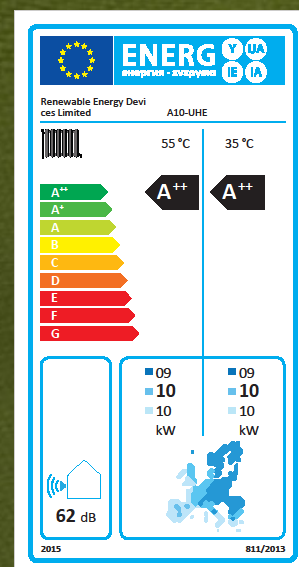 ENERG Y UA
енергия · ενεργεια IE IA
Renewable Energy Devi
ces Limited A10-UHE
55 °C 35 °C
A++ A++ A++
A+
A
B
C
D
E
F
G
09 09
10 10
10 10
kW kW
62 dB
2015 811/2013